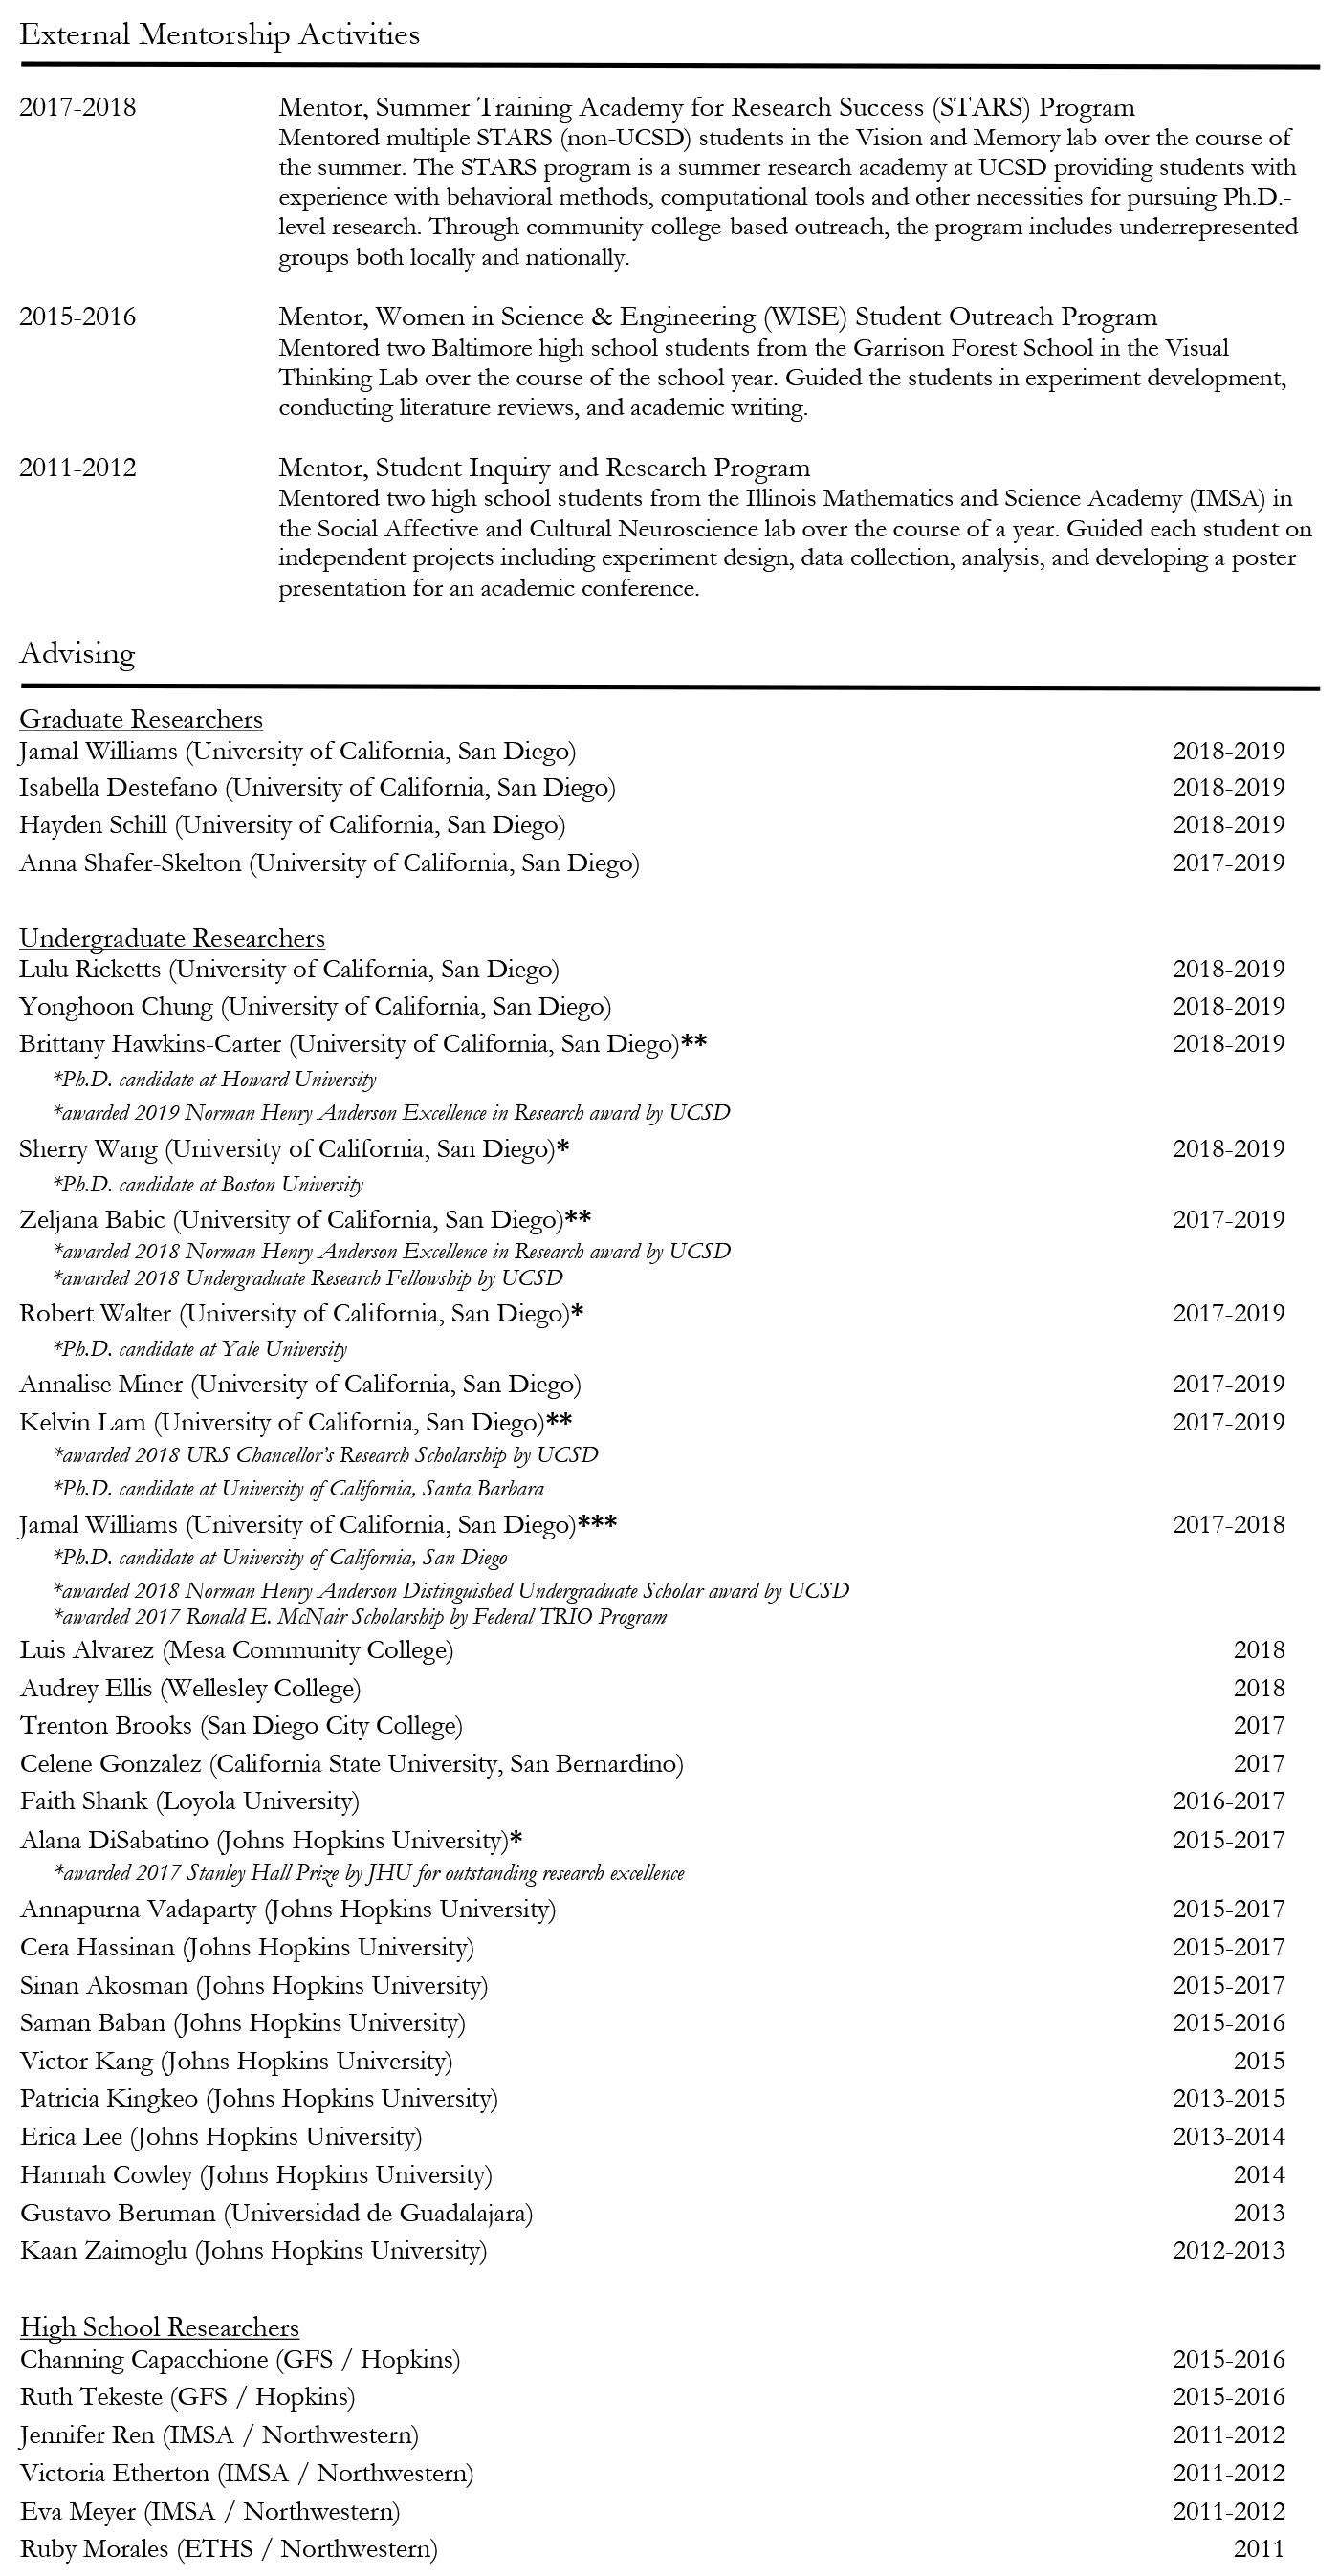 External Mentorship Activities
2017-2018 Mentor, Summer Training Academy for Research Success (STARS) Program
Mentored multiple STARS (non-UCSD) students in the Vision and Memory lab over the course of
the summer. The STARS program is a summer research academy at UCSD providing students with
experience with behavioral methods, computational tools and other necessities for pursuing Ph.D.-
level research. Through community-college-based outreach, the program includes underrepresented
groups both locally and nationally.
2015-2016 Mentor, Women in Science & Engineering (WISE) Student Outreach Program
Mentored two Baltimore high school students from the Garrison Forest School in the Visual
Thinking Lab over the course of the school year. Guided the students in experiment development,
conducting literature reviews, and academic writing.
2011-2012 Mentor, Student Inquiry and Research Program
Mentored two high school students from the Illinois Mathematics and Science Academy (IMSA) in
the Social Affective and Cultural Neuroscience lab over the course of a year. Guided each student on
independent projects including experiment design, data collection, analysis, and developing a poster
presentation for an academic conference.
Advising
Graduate Researchers
Jamal Williams (University of California, San Diego) 2018-2019
Isabella Destefano (University of California, San Diego) 2018-2019
Hayden Schill (University of California, San Diego) 2018-2019
Anna Shafer-Skelton (University of California, San Diego) 2017-2019
Undergraduate Researchers
Lulu Ricketts (University of California, San Diego) 2018-2019
Yonghoon Chung (University of California, San Diego) 2018-2019
Brittany Hawkins-Carter (University of California, San Diego)** 2018-2019
*Ph.D. candidate at Howard University
*awarded 2019 Norman Henry Anderson Excellence in Research award by UCSD
Sherry Wang (University of California, San Diego)* 2018-2019
*Ph.D. candidate at Boston University
Zeljana Babic (University of California, San Diego)** 2017-2019
*awarded 2018 Norman Henry Anderson Excellence in Research award by UCSD
*awarded 2018 Undergraduate Research Fellowship by UCSD
Robert Walter (University of California, San Diego)* 2017-2019
*Ph.D. candidate at Yale University
Annalise Miner (University of California, San Diego) 2017-2019
Kelvin Lam (University of California, San Diego)** 2017-2019
*awarded 2018 URS Chancellor's Research Scholarship by UCSD
*Ph.D. candidate at University of California, Santa Barbara
Jamal Williams (University of California, San Diego)*** 2017-2018
*Ph.D. candidate at University of California, San Diego
*awarded 2018 Norman Henry Anderson Distinguished Undergraduate Scholar award by UCSD
*awarded 2017 Ronald E. McNair Scholarship by Federal TRIO Program
Luis Alvarez (Mesa Community College) 2018
Audrey Ellis (Wellesley College) 2018
Trenton Brooks (San Diego City College) 2017
Celene Gonzalez (California State University, San Bernardino) 2017
Faith Shank (Loyola University) 2016-2017
Alana DiSabatino (Johns Hopkins University)* 2015-2017
*awarded 2017 Stanley Hall Prize by JHU for outstanding research excellence
Annapurna Vadaparty (Johns Hopkins University) 2015-2017
Cera Hassinan (Johns Hopkins University) 2015-2017
Sinan Akosman (Johns Hopkins University) 2015-2017
Saman Baban (Johns Hopkins University) 2015-2016
Victor Kang (Johns Hopkins University) 2015
Patricia Kingkeo (Johns Hopkins University) 2013-2015
Erica Lee (Johns Hopkins University) 2013-2014
Hannah Cowley (Johns Hopkins University) 2014
Gustavo Beruman (Universidad de Guadalajara) 2013
Kaan Zaimoglu (Johns Hopkins University) 2012-2013
High School Researchers
Channing Capacchione (GFS / Hopkins) 2015-2016
Ruth Tekeste (GFS / Hopkins) 2015-2016
Jennifer Ren (IMSA / Northwestern) 2011-2012
Victoria Etherton (IMSA / Northwestern) 2011-2012
Eva Meyer (IMSA / Northwestern) 2011-2012
Ruby Morales (ETHS / Northwestern) 2011